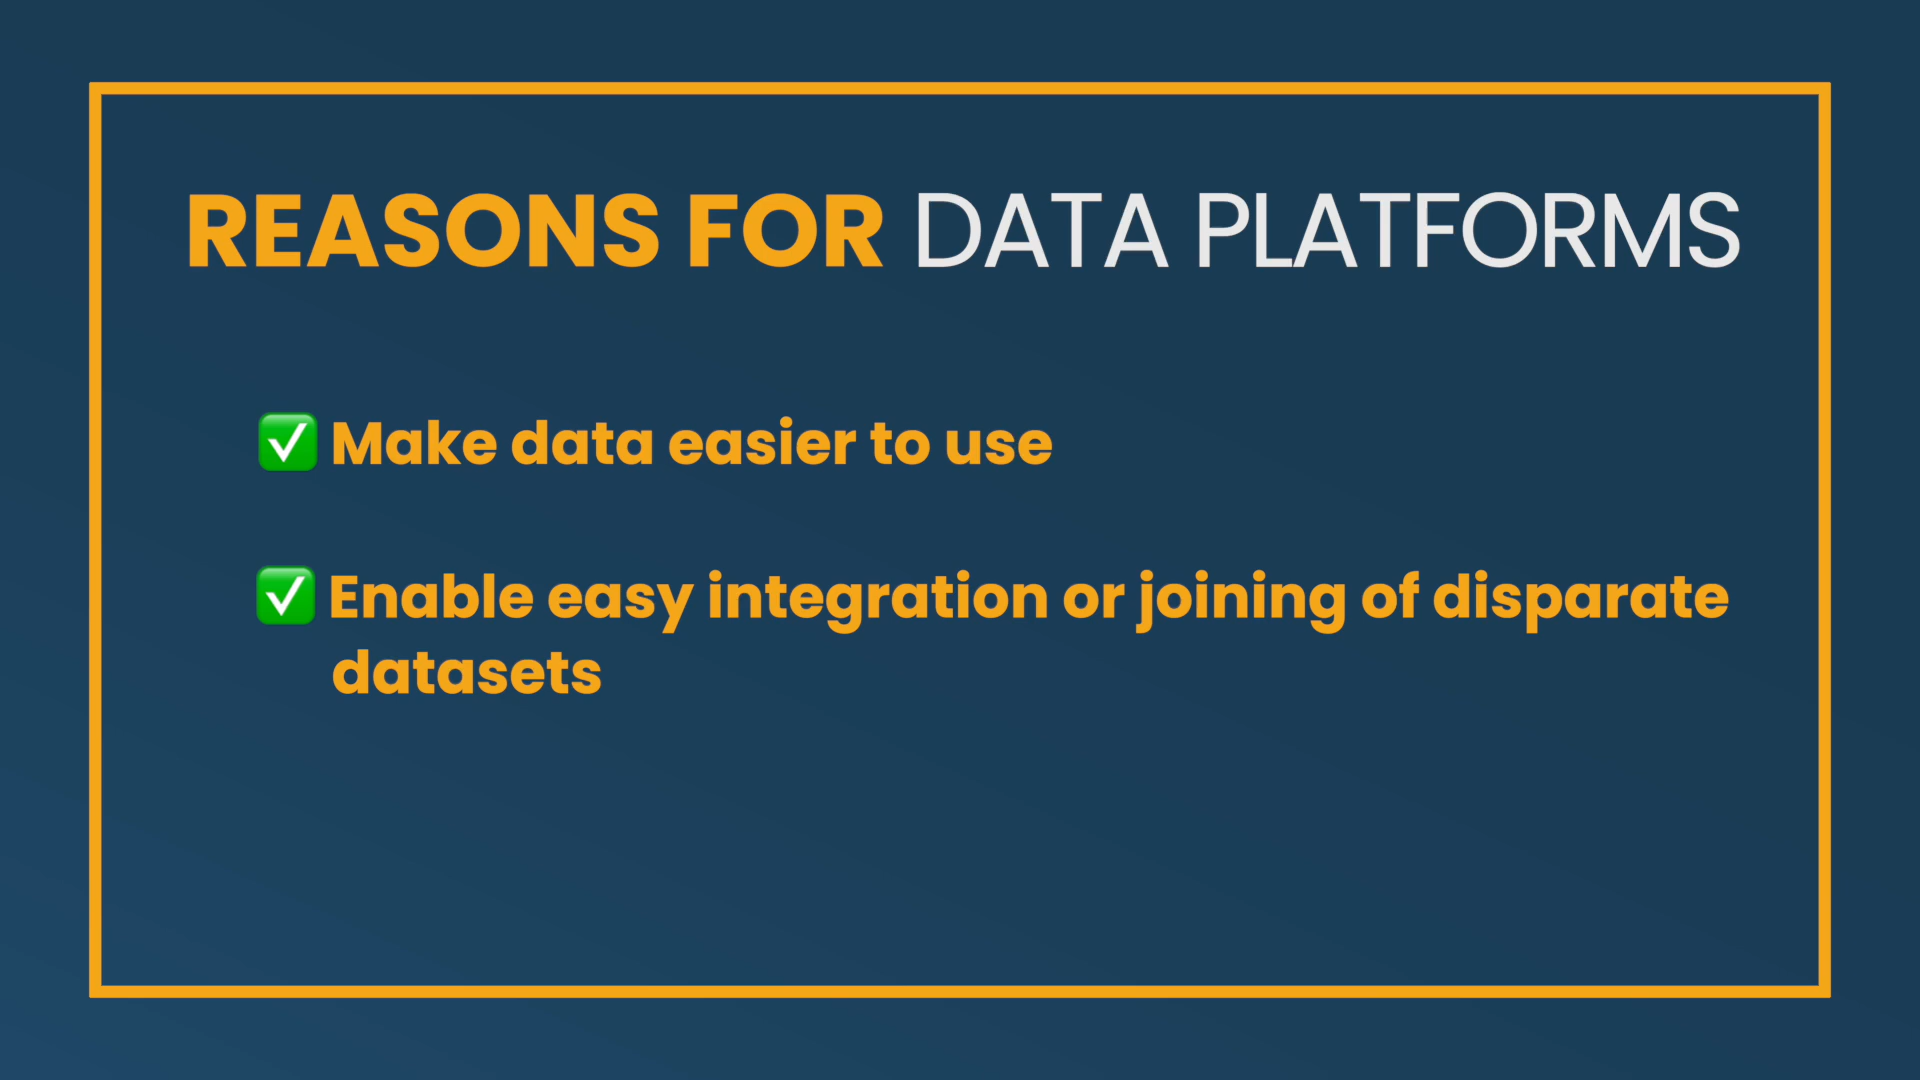 REASONS FOR DATA PLATFORMS
✅ Make data easier to use
✅ Enable easy integration or joining of disparate
datasets